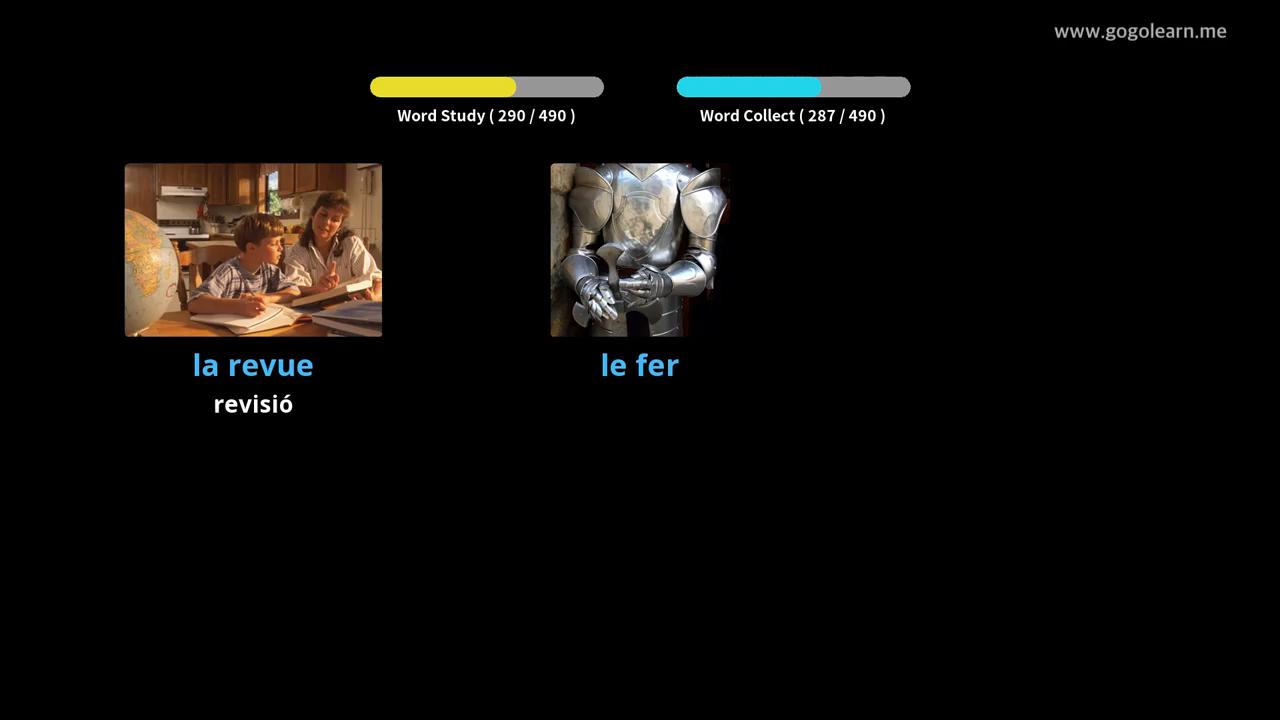 www.gogolearn.me
Word Study ( 290 / 490 )
Word Collect ( 287 / 490 )
la revue
revisió
le fer